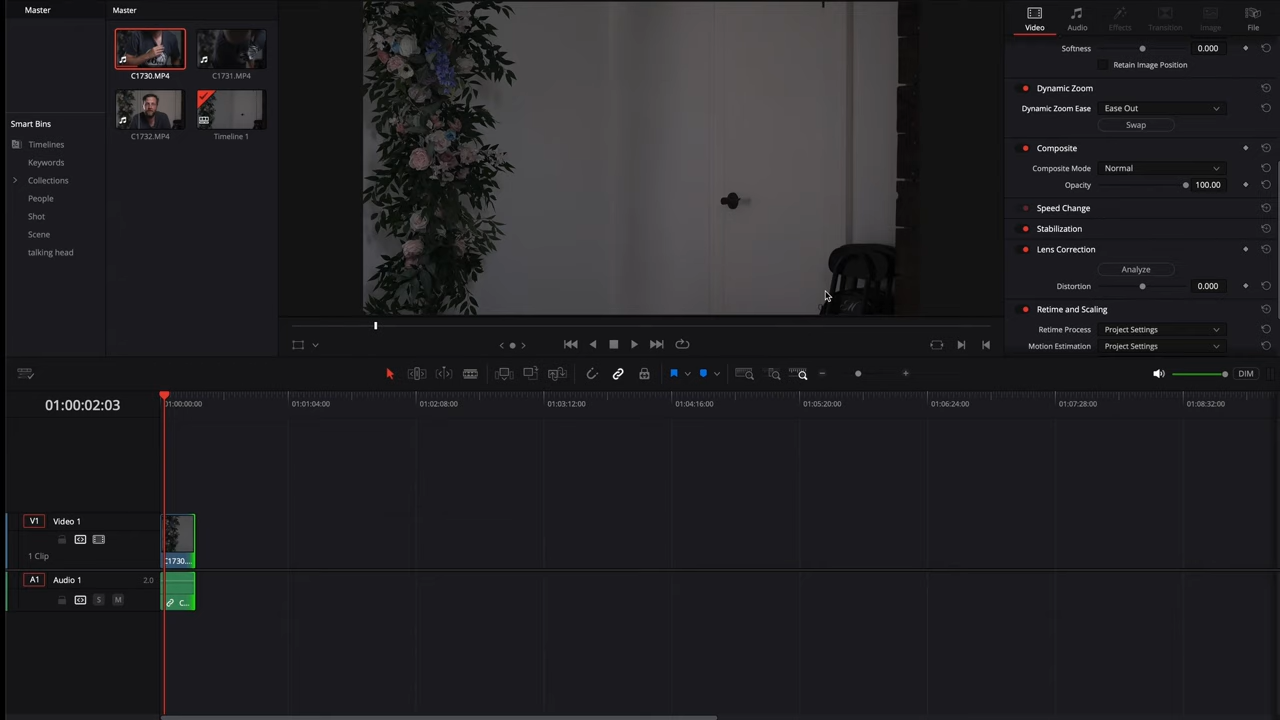 Master
Master
C1730.MP4
C1731.MP4
C1732.MP4
Timeline 1
Smart Bins
Timelines
Keywords
Collections
People
Shot
Scene
talking head
Video
Audio
Effects
Transition
Image
File
Softness
0.000
Retain Image Position
Dynamic Zoom
Dynamic Zoom Ease
Ease Out
Swap
Composite
Composite Mode
Normal
Opacity
100.00
Speed Change
Stabilization
Lens Correction
Analyze
Distortion
0.000
Retime and Scaling
Retime Process
Project Settings
Motion Estimation
Project Settings
DIM
01:00:02:03
01:00:00:00
01:01:04:00
01:02:08:00
01:03:12:00
01:04:16:00
01:05:20:00
01:06:24:00
01:07:28:00
01:08:32:00
V1
Video 1
1 Clip
C1730...
A1
Audio 1
2.0
S
M
C...